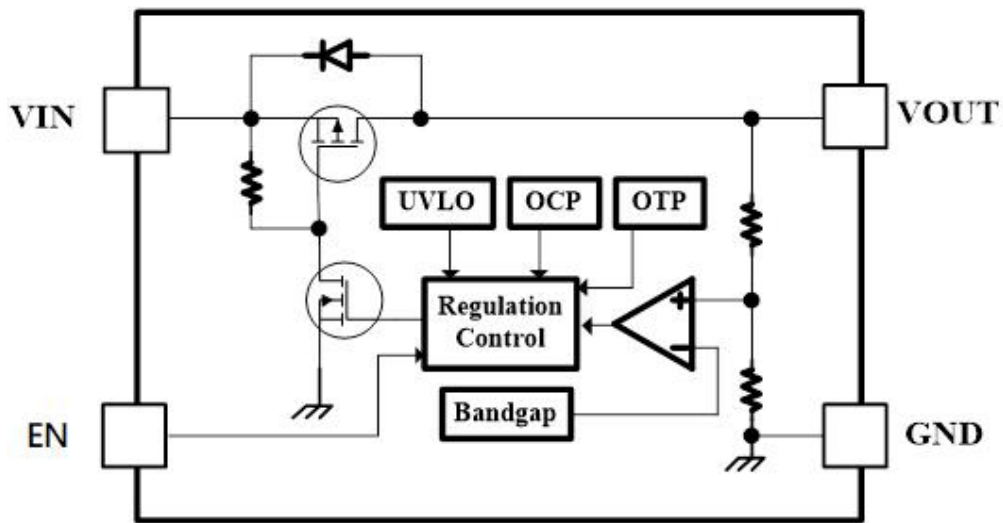 VIN
VOUT
UVLO
OCP
OTP
Regulation
Control
+
−
Bandgap
EN
GND